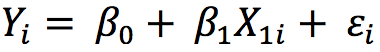 Yᵢ = β₀ + β₁X₁ᵢ + εᵢ